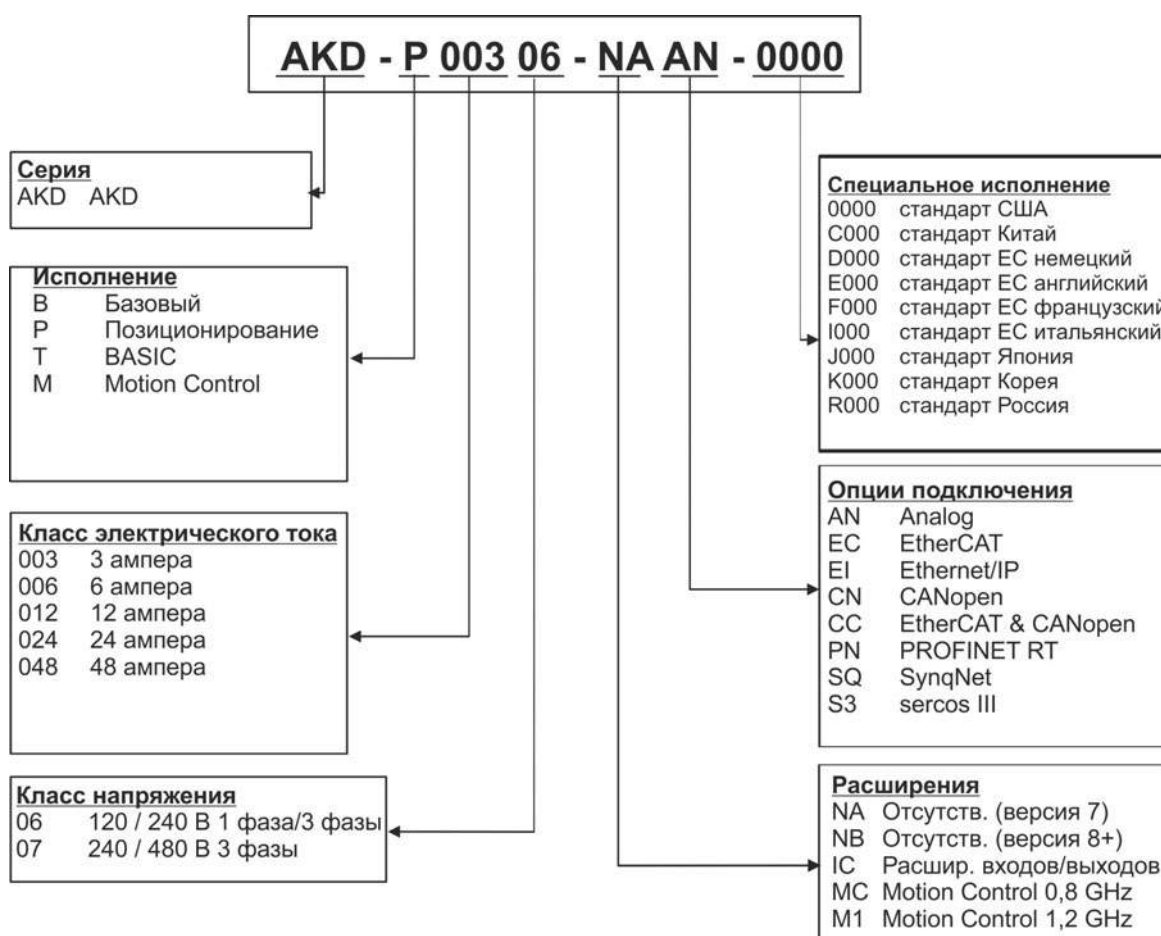 AKD - P 003 06 - NA AN - 0000
Серия
AKD AKD
Исполнение
B Базовый
P Позиционирование
T BASIC
M Motion Control
Класс электрического тока
003 3 ампера
006 6 ампера
012 12 ампера
024 24 ампера
048 48 ампера
Класс напряжения
06 120 / 240 В 1 фаза/3 фазы
07 240 / 480 В 3 фазы
Специальное исполнение
0000 стандарт США
C000 стандарт Китай
D000 стандарт ЕС немецкий
E000 стандарт ЕС английский
F000 стандарт ЕС французский
I000 стандарт ЕС итальянский
J000 стандарт Япония
K000 стандарт Корея
R000 стандарт Россия
Опции подключения
AN Analog
EC EtherCAT
EI Ethernet/IP
CN CANopen
CC EtherCAT & CANopen
PN PROFINET RT
SQ SynqNet
S3 sercos III
Расширения
NA Отсутств. (версия 7)
NB Отсутств. (версия 8+)
IC Расшир. входов/выходов
MC Motion Control 0,8 GHz
M1 Motion Control 1,2 GHz